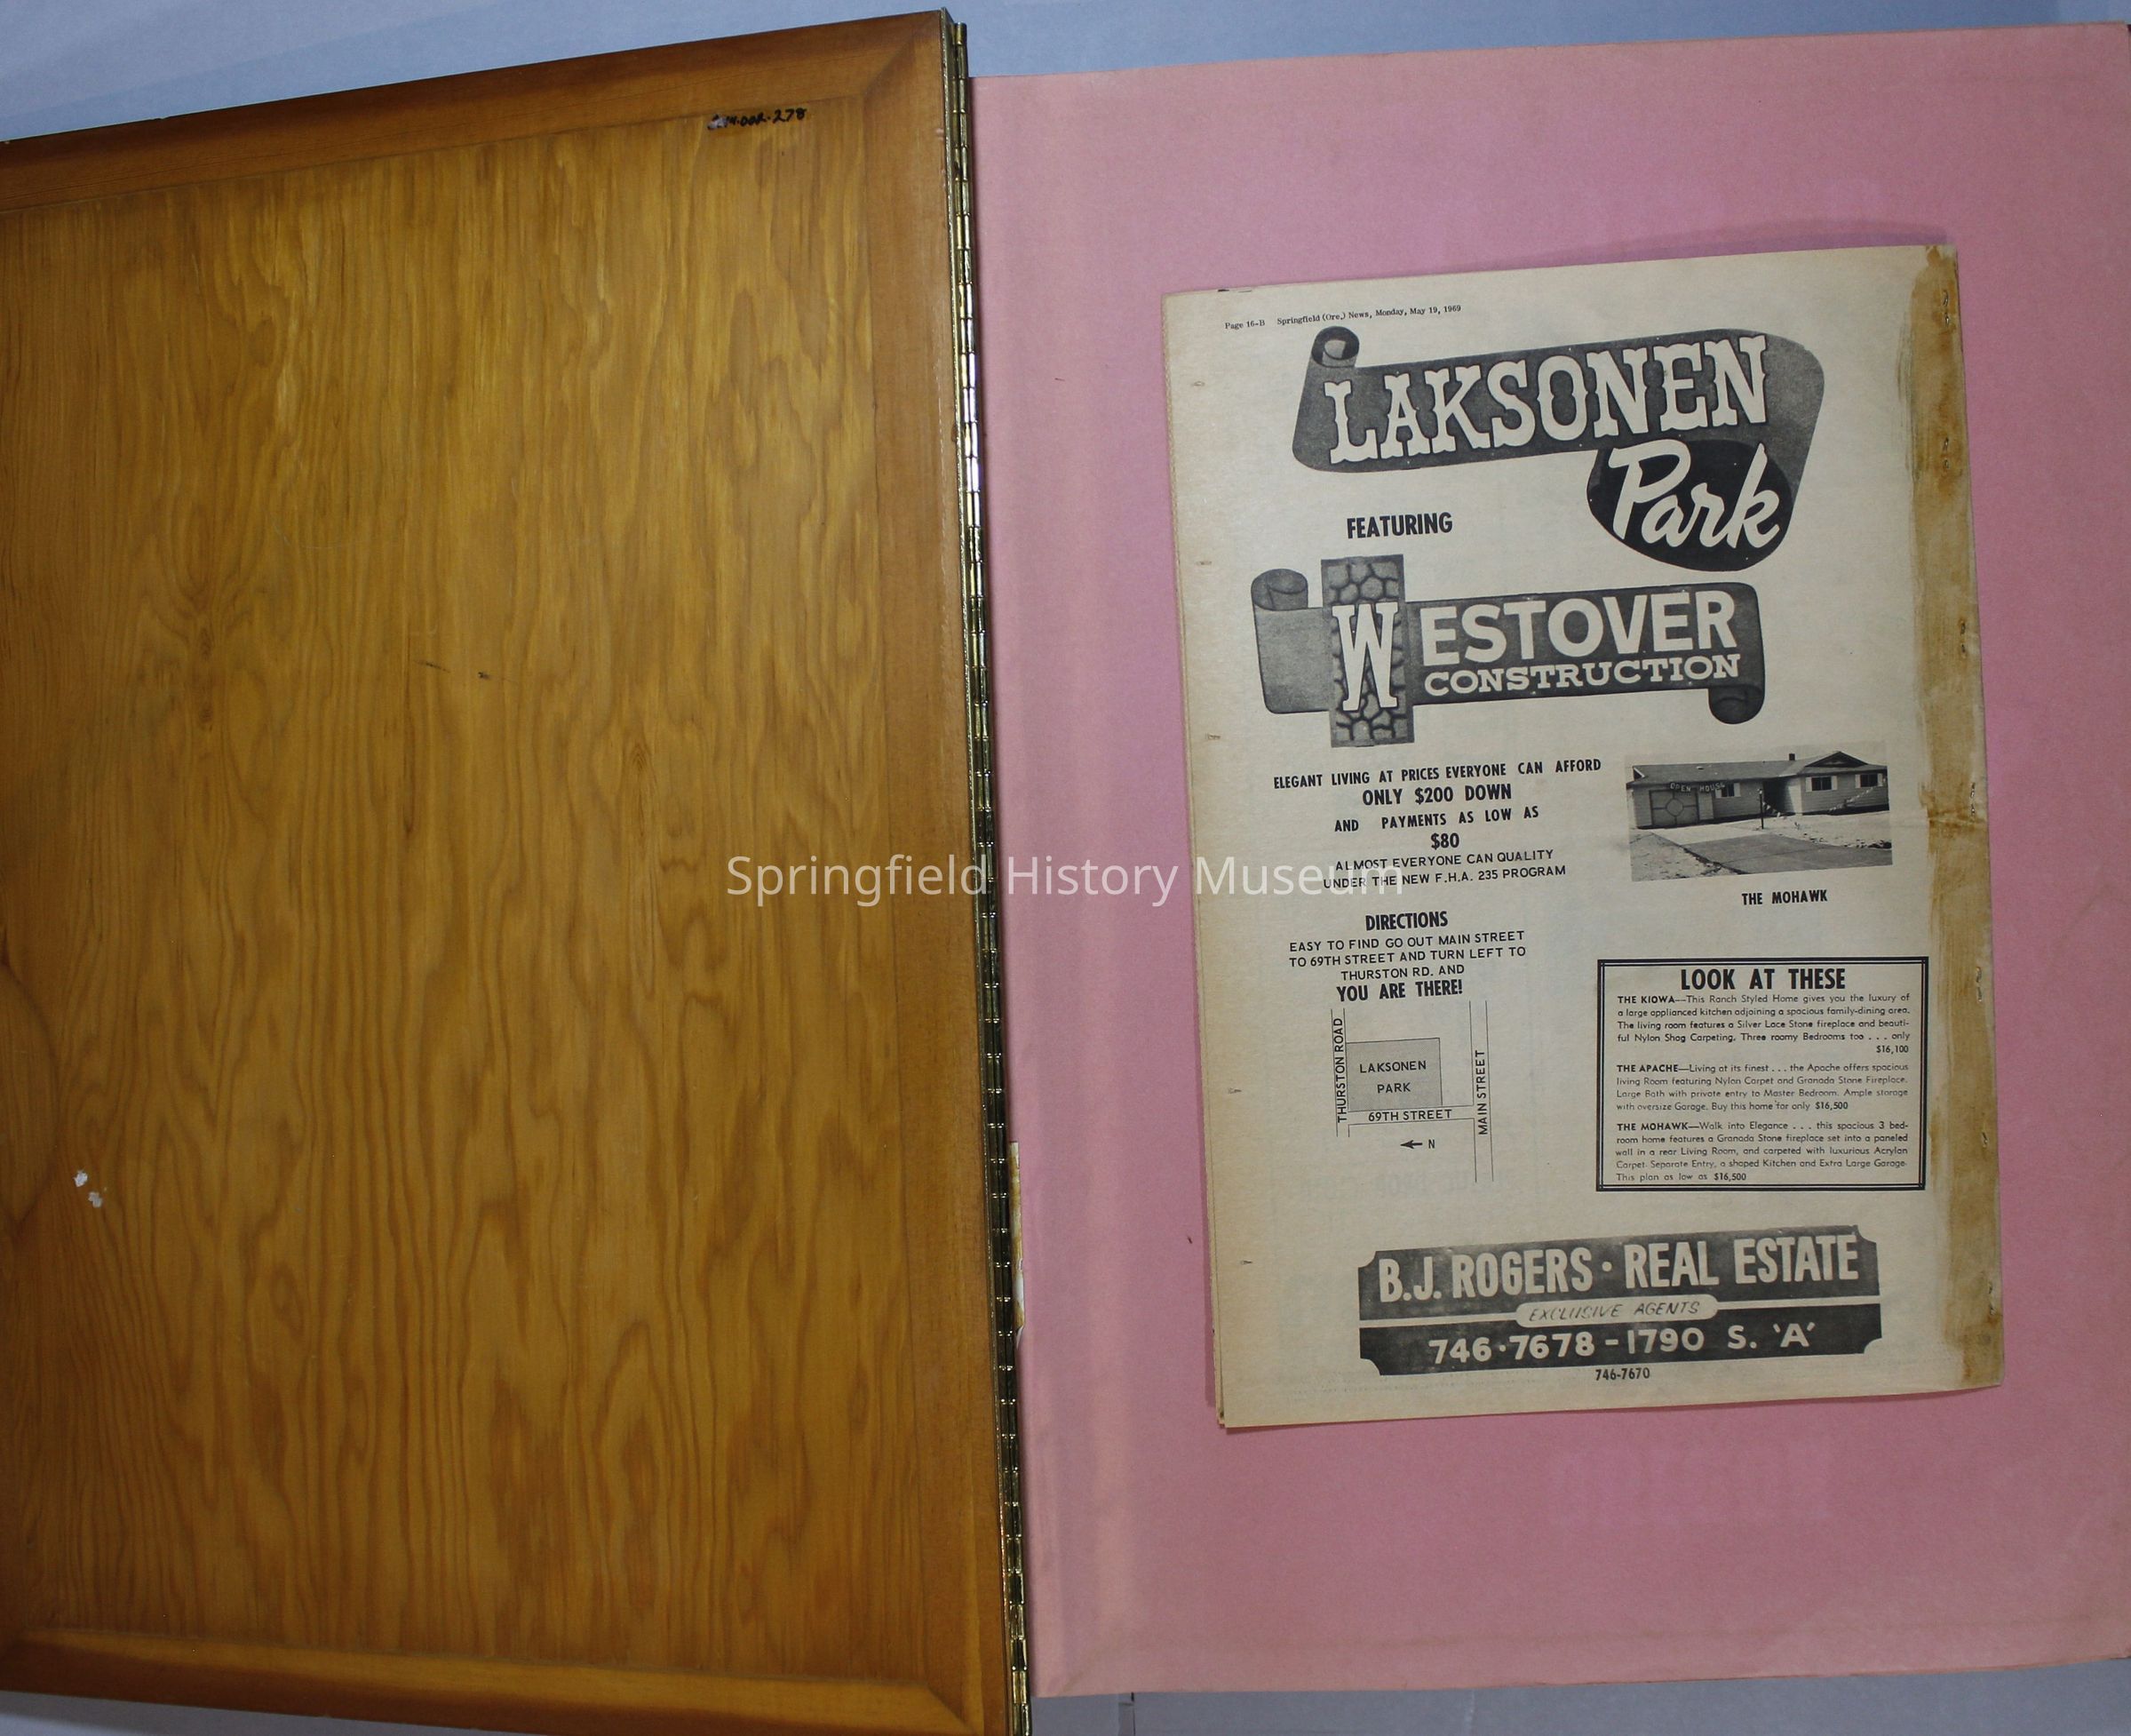 278
Page 16-B Springfield (Ore.) News, Monday, May 19, 1969
LAKSONEN
Park
FEATURING
WESTOVER
CONSTRUCTION
ELEGANT LIVING AT PRICES EVERYONE CAN AFFORD
ONLY $200 DOWN
AND PAYMENTS AS LOW AS
$80
ALMOST EVERYONE CAN QUALITY
UNDER THE NEW F.H.A. 235 PROGRAM
OPEN HOUSE
THE MOHAWK
Springfield History Museum
DIRECTIONS
EASY TO FIND GO OUT MAIN STREET
TO 69TH STREET AND TURN LEFT TO
THURSTON RD. AND
YOU ARE THERE!
THURSTON ROAD
LAKSONEN
PARK
69TH STREET
MAIN STREET
N
LOOK AT THESE
THE KIOWA—This Ranch Styled Home gives you the luxury of
a large applianced kitchen adjoining a spacious family-dining area.
The living room features a Silver Lace Stone fireplace and beauti-
ful Nylon Shag Carpeting. Three roomy Bedrooms too . . . only
$16,100
THE APACHE—Living at its finest . . . the Apache offers spacious
living Room featuring Nylon Carpet and Granada Stone Fireplace.
Large Bath with private entry to Master Bedroom. Ample storage
with oversize Garage. Buy this home for only $16,500
THE MOHAWK—Walk into Elegance . . . this spacious 3 bed-
room home features a Granada Stone fireplace set into a paneled
wall in a rear Living Room, and carpeted with luxurious Acrylan
Carpet. Separate Entry, a shaped Kitchen and Extra Large Garage.
This plan as low as $16,500
B.J. ROGERS · REAL ESTATE
EXCLUSIVE AGENTS
746·7678-1790 S. 'A'
746-7670